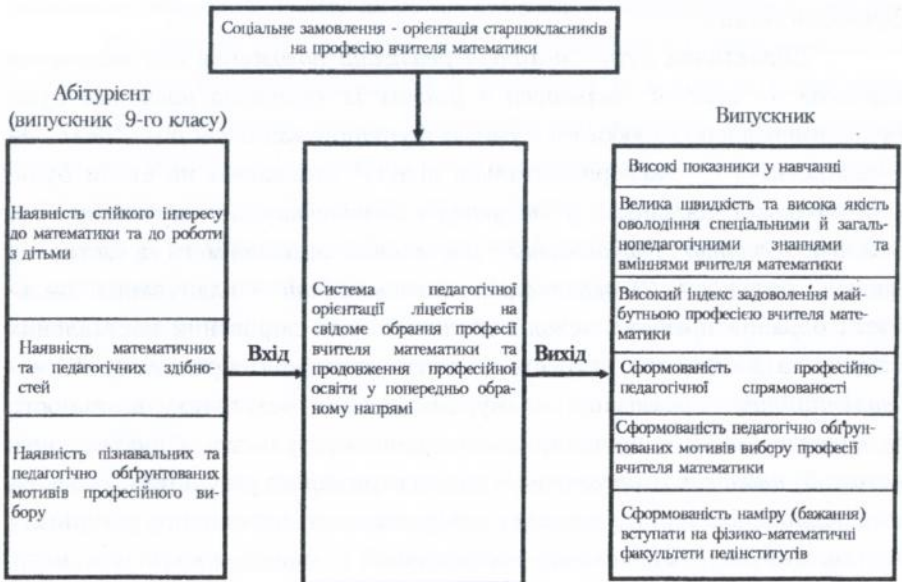 Соціальне замовлення - орієнтація старшокласників
на професію вчителя математики
Абітурієнт
(випускник 9-го класу)
Наявність стійкого інтересу
до математики та до роботи
з дітьми
Наявність математичних
та педагогічних здібно-
стей
Наявність пізнавальних та
педагогічно обґрунтованих
мотивів професійного ви-
бору
Вхід
Система педагогічної
орієнтації ліцеїстів на
свідоме обрання професії
вчителя математики та
продовження професійної
освіти у попередньо обра-
ному напрямі
Вихід
Випускник
Високі показники у навчанні
Велика швидкість та висока якість
оволодіння спеціальними й загаль-
нопедагогічними знаннями та
вміннями вчителя математики
Високий індекс задоволення май-
бутньою професією вчителя мате-
матики
Сформованість професійно-
педагогічної спрямованості
Сформованість педагогічно обґрун-
тованих мотивів вибору професії
вчителя математики
Сформованість наміру (бажання)
вступати на фізико-математичні
факультети педінститутів